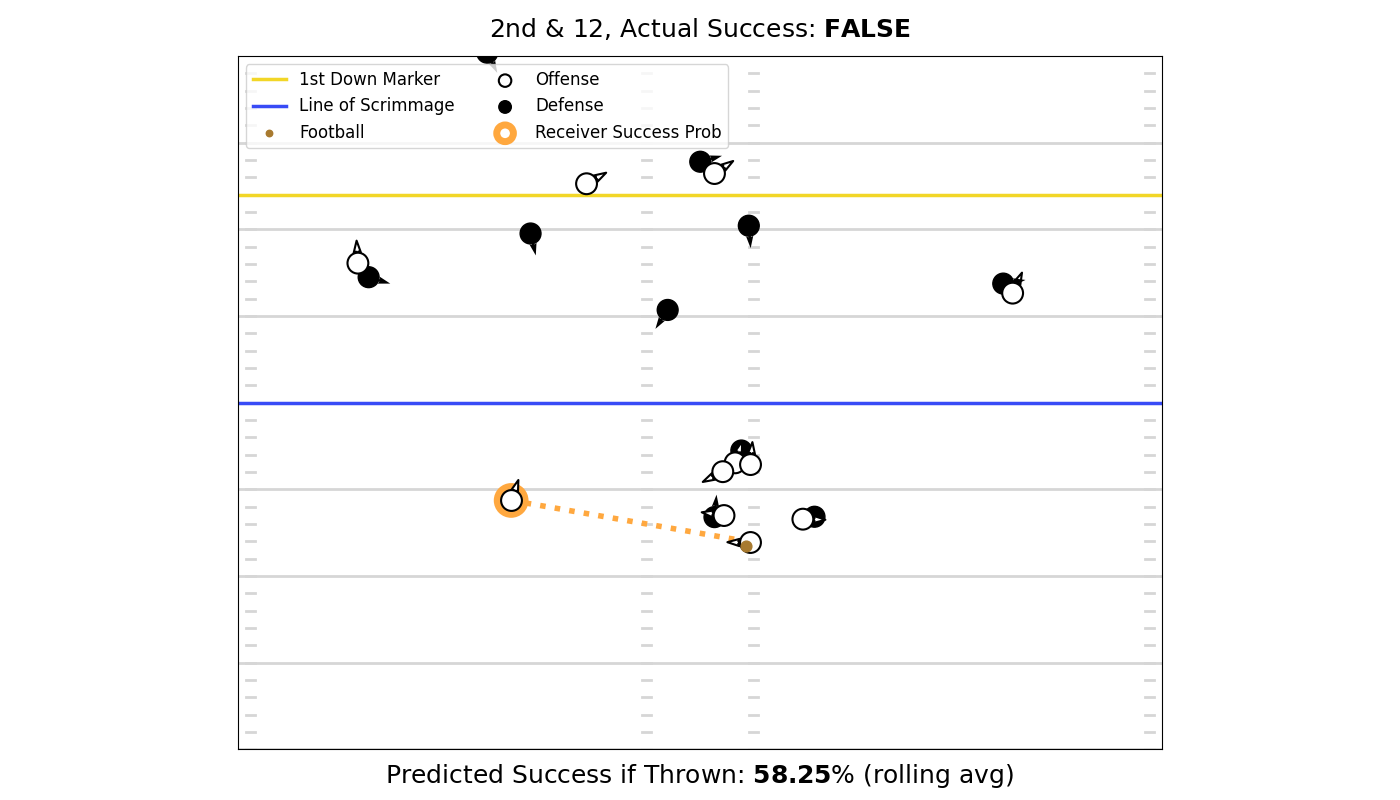 2nd & 12, Actual Success: FALSE
1st Down Marker
Line of Scrimmage
Football
Offense
Defense
Receiver Success Prob
Predicted Success if Thrown: 58.25% (rolling avg)